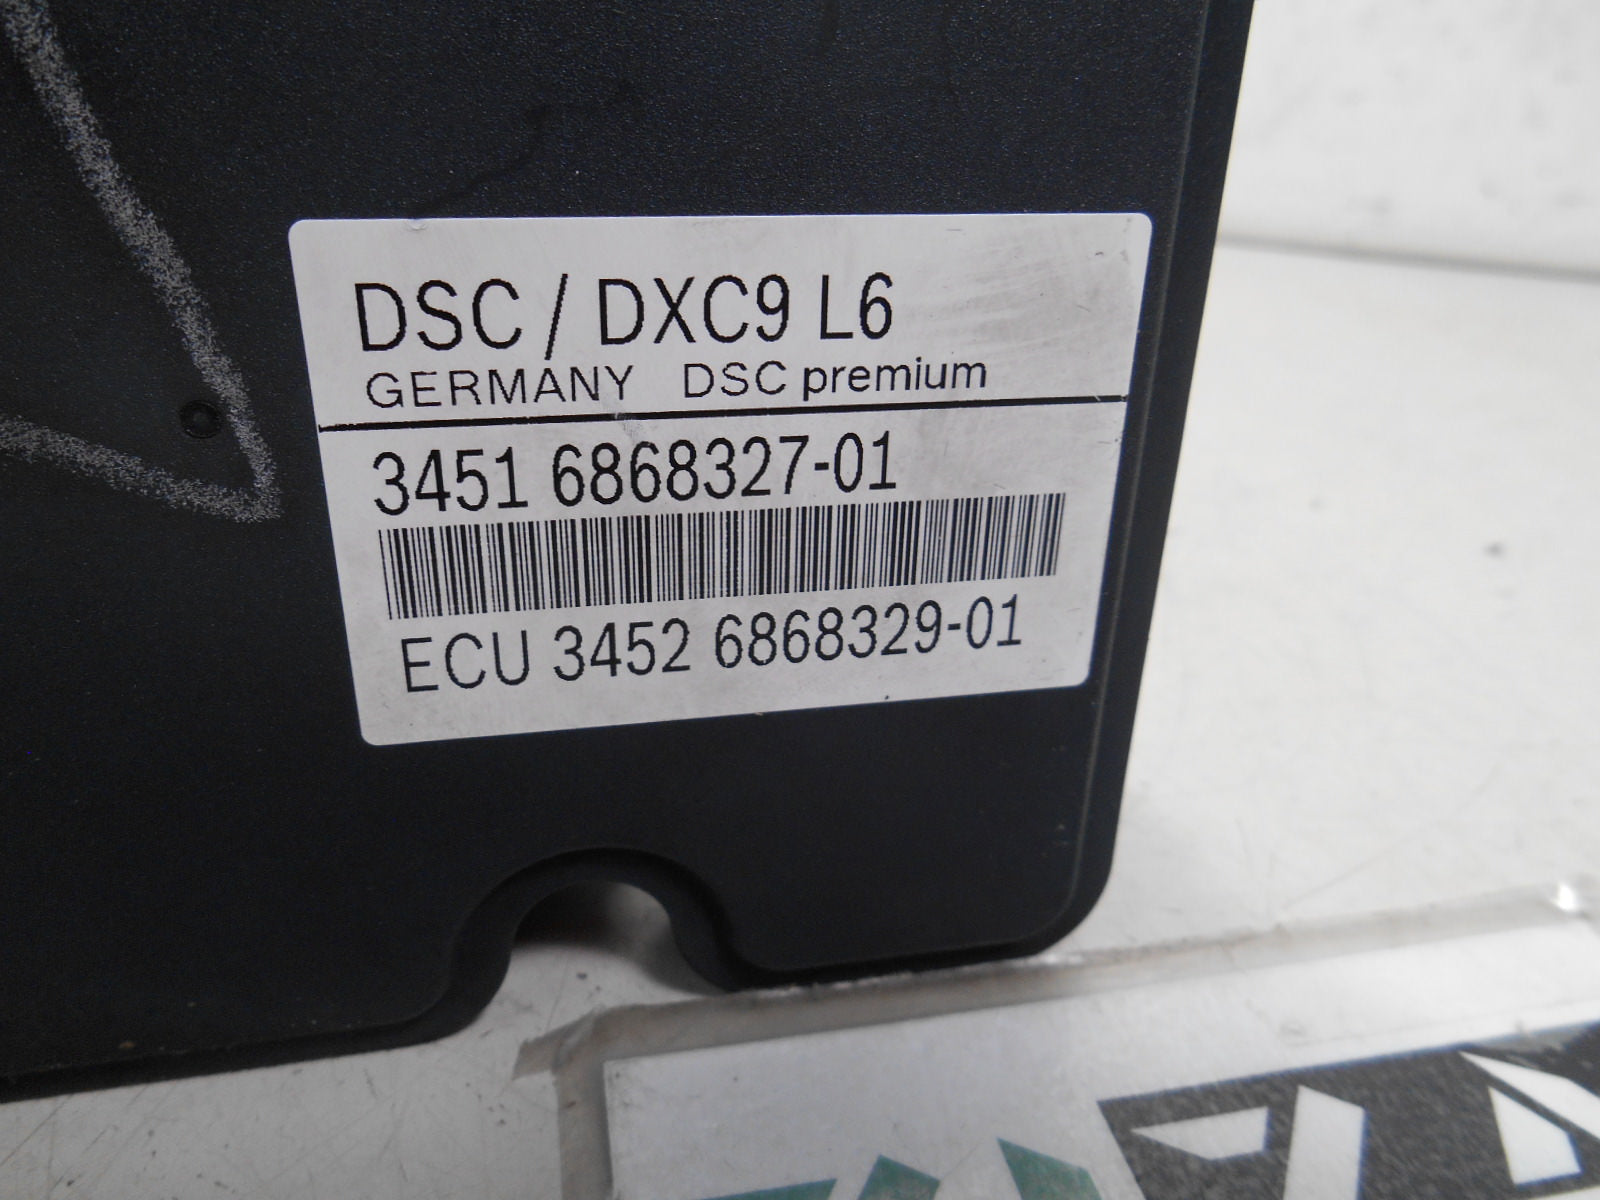 DSC / DXC9 L6
GERMANY DSC premium
3451 6868327-01
ECU 3452 6868329-01